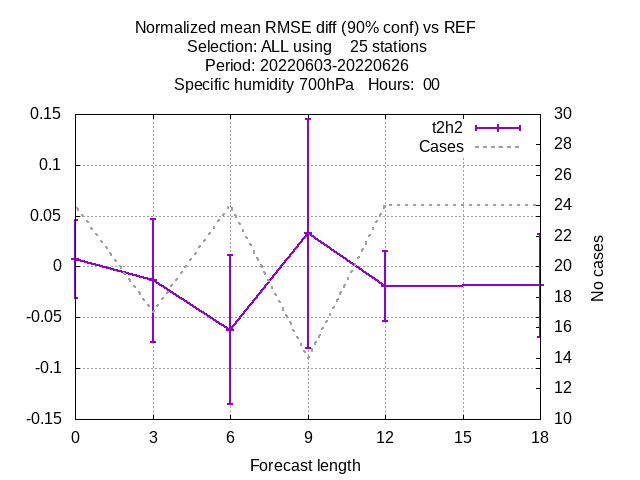 Normalized mean RMSE diff (90% conf) vs REF
Selection: ALL using    25 stations
Period: 20220603-20220626
Specific humidity 700hPa   Hours:  00
t2h2
Cases
0.15
0.1
0.05
0
-0.05
-0.1
-0.15
30
28
26
24
22
20
18
16
14
12
10
No cases
0 3 6 9 12 15 18
Forecast length